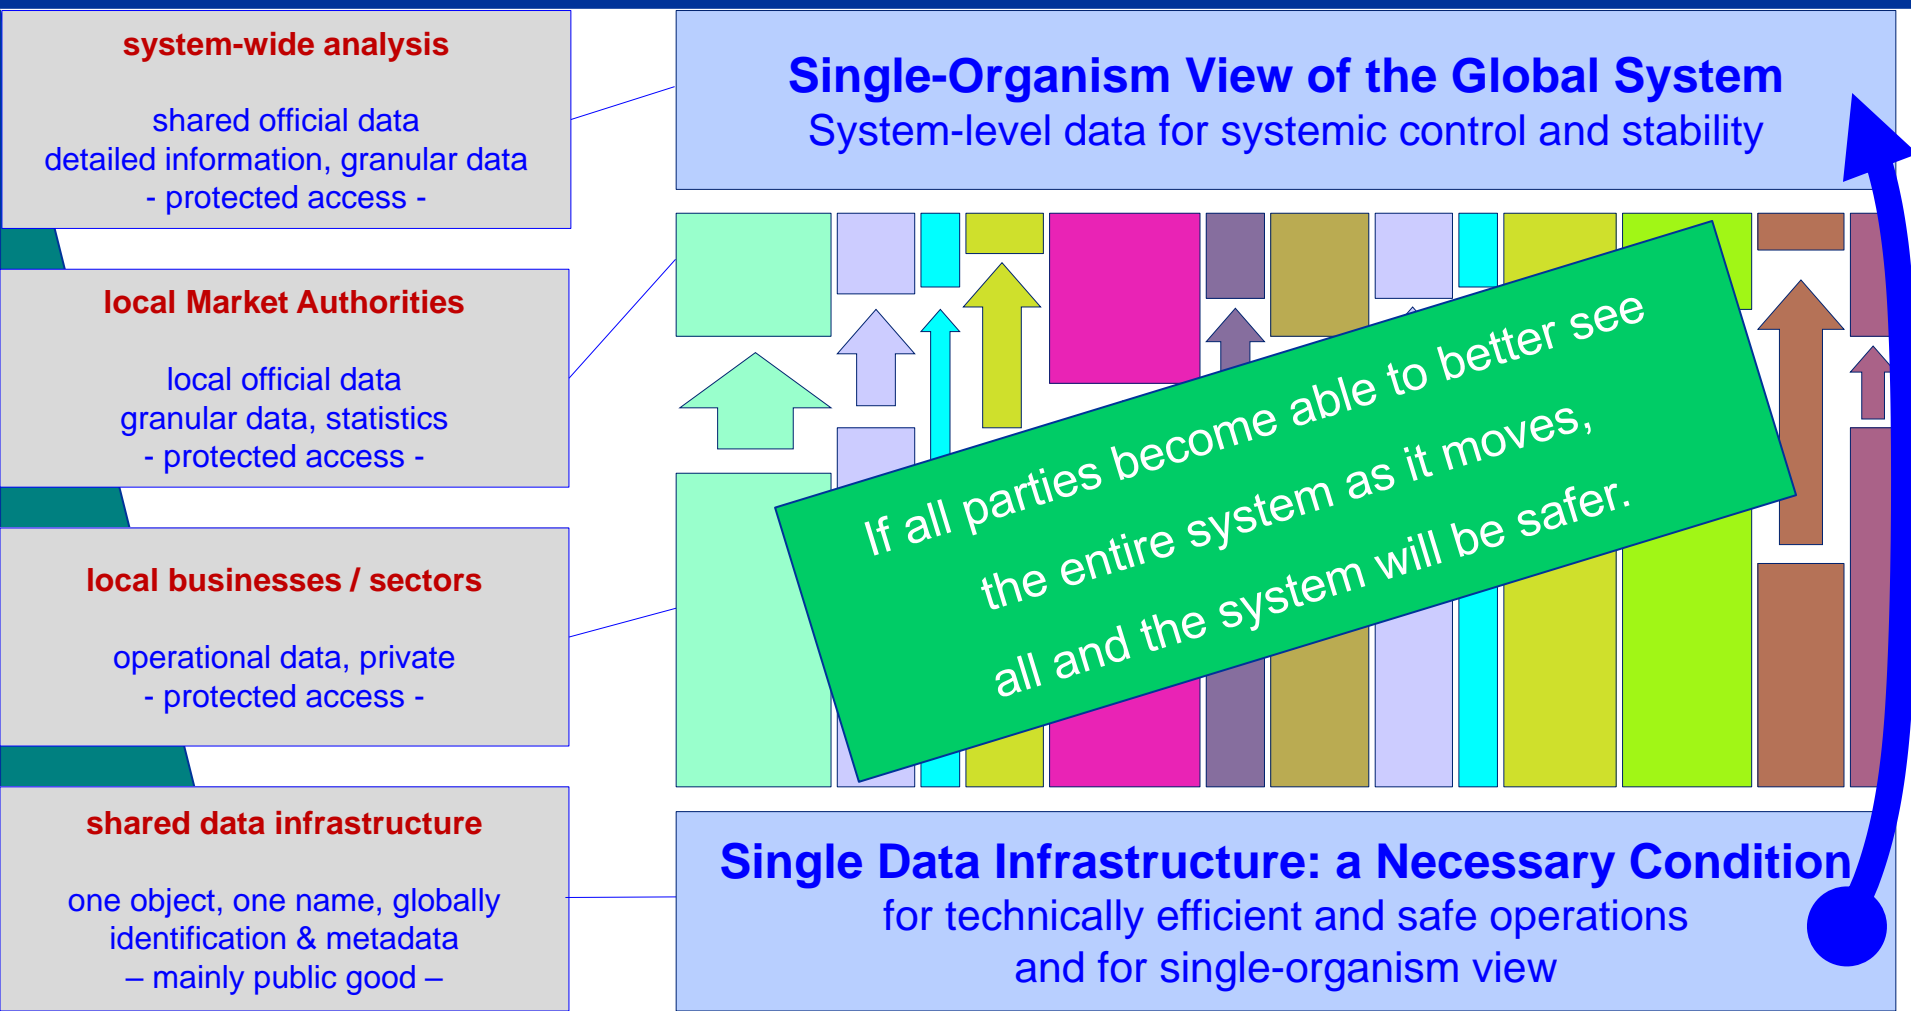 system-wide analysis
shared official data
detailed information, granular data
- protected access -
local Market Authorities
local official data
granular data, statistics
- protected access -
local businesses / sectors
operational data, private
- protected access -
shared data infrastructure
one object, one name, globally
identification & metadata
– mainly public good –
Single-Organism View of the Global System
System-level data for systemic control and stability
If all parties become able to better see
the entire system as it moves,
all and the system will be safer.
Single Data Infrastructure: a Necessary Condition
for technically efficient and safe operations
and for single-organism view